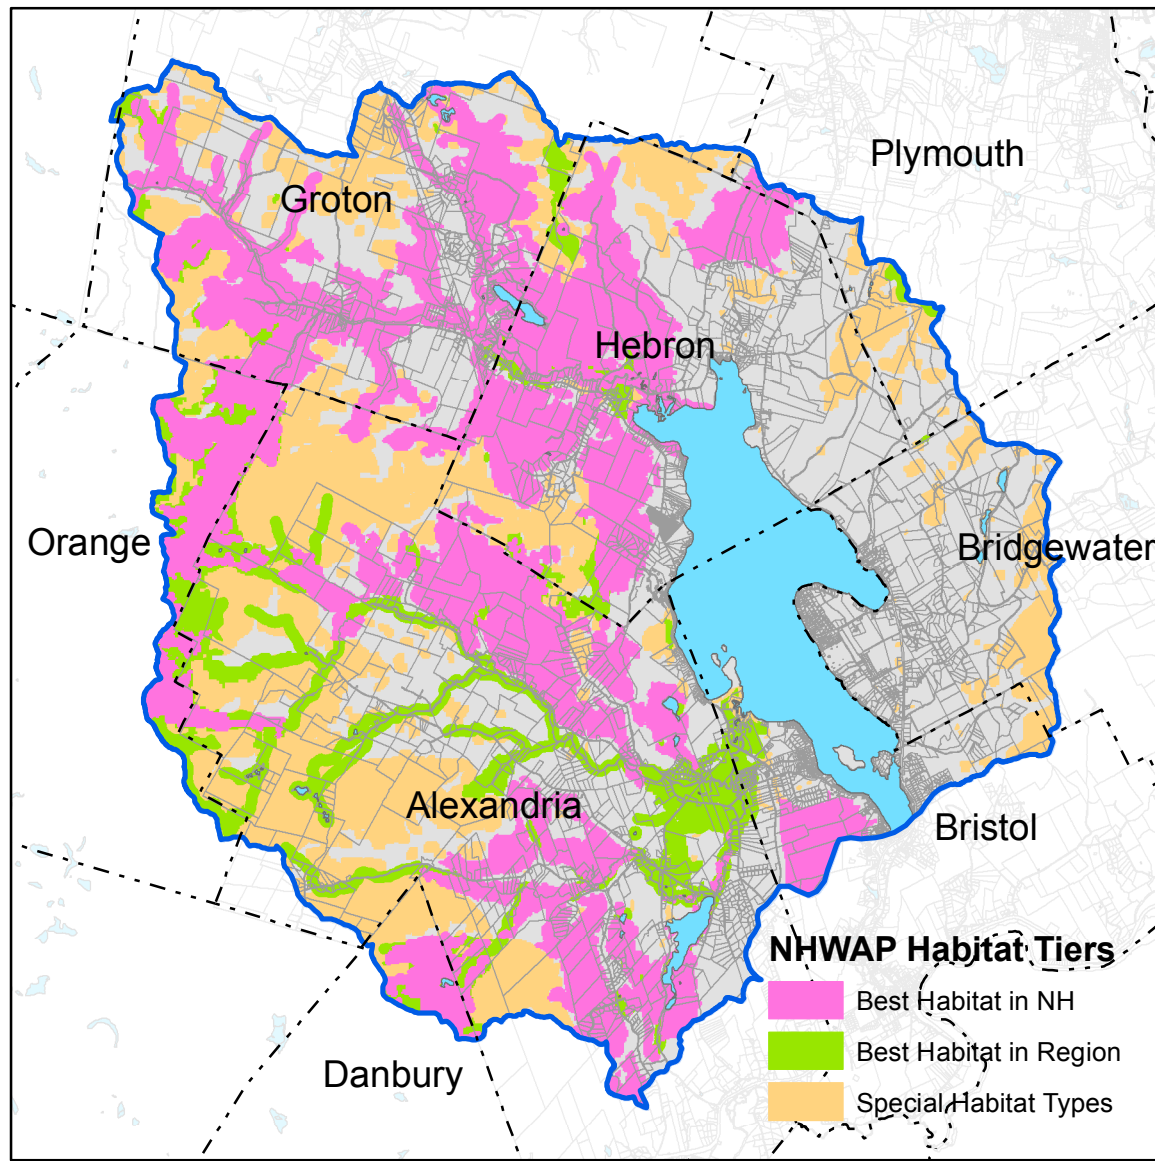 Plymouth
Groton
Hebron
Orange
Bridgewater
Alexandria
Bristol
Danbury
NHWAP Habitat Tiers
Best Habitat in NH
Best Habitat in Region
Special Habitat Types